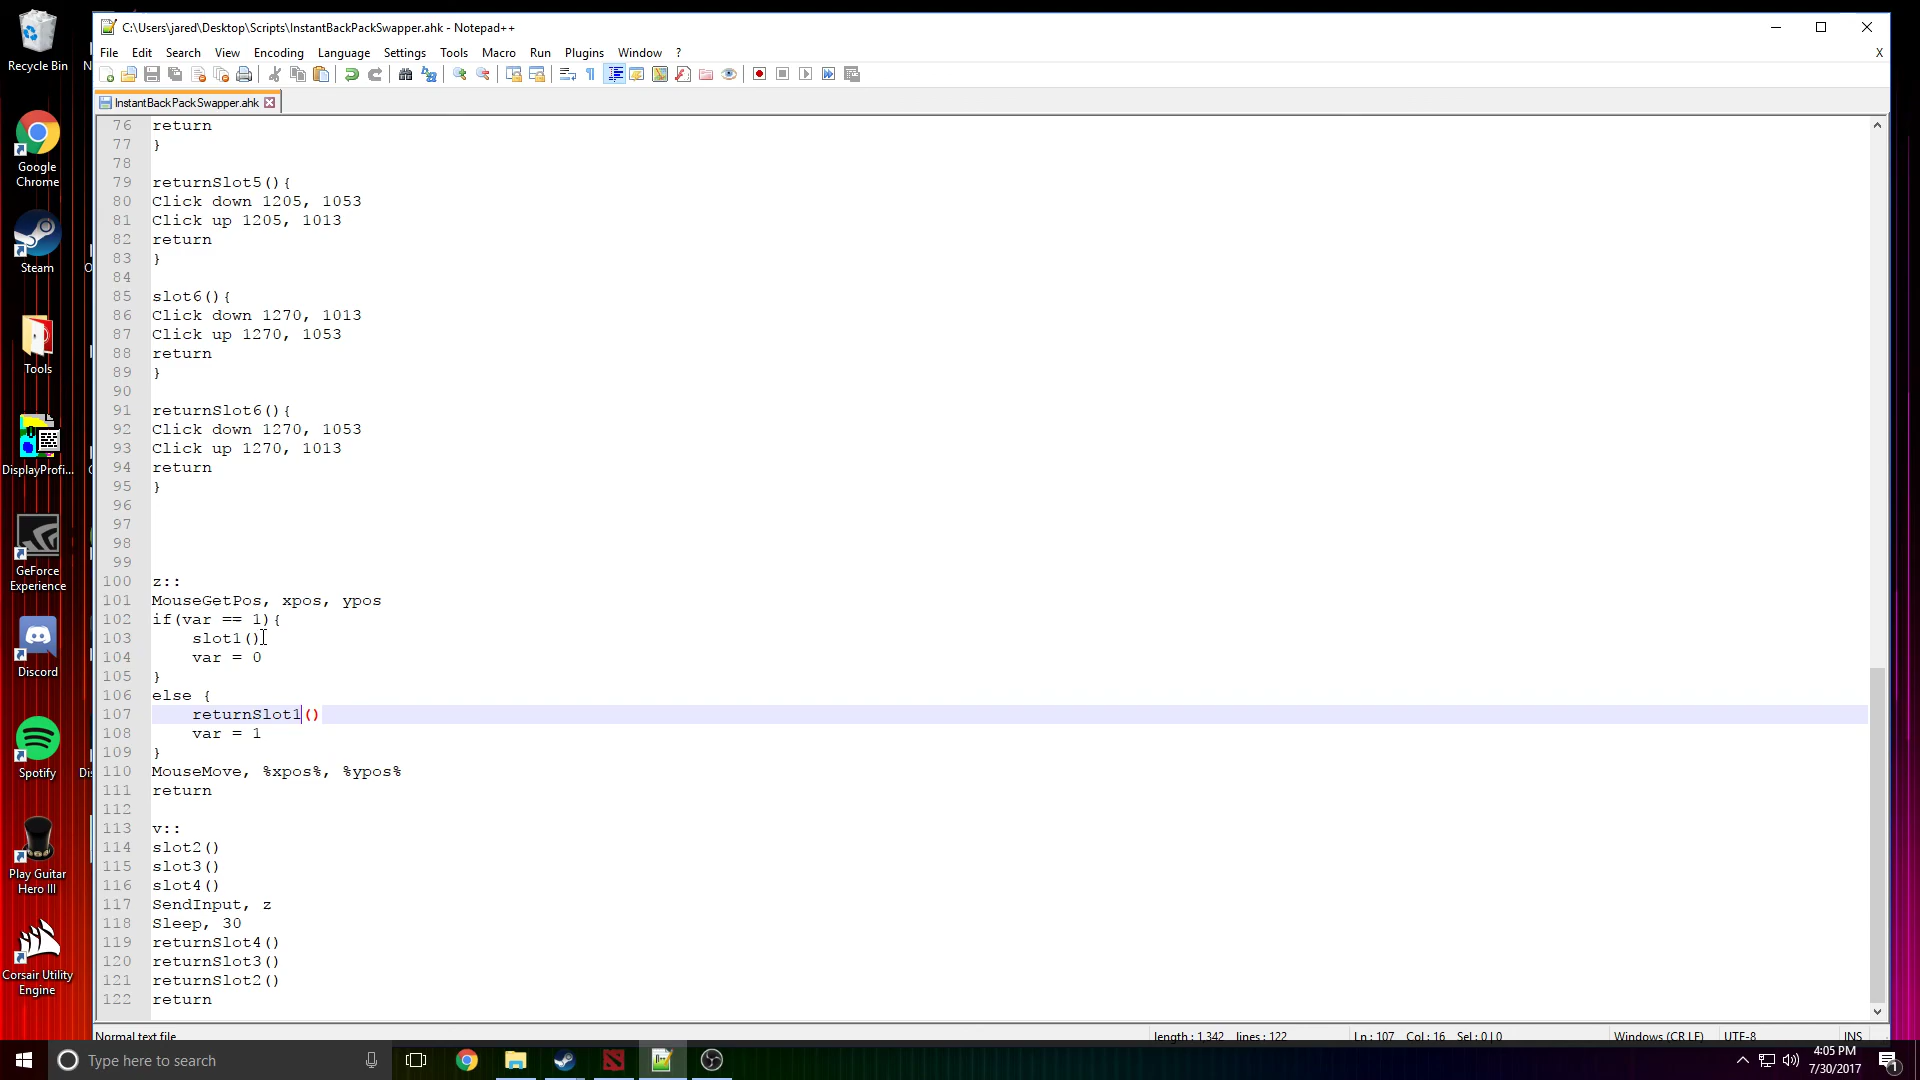 C:\Users\jared\Desktop\Scripts\InstantBackPackSwapper.ahk - Notepad++
File Edit Search View Encoding Language Settings Tools Macro Run Plugins Window ?
X
InstantBackPackSwapper.ahk
76 return
77 }
78
79 returnSlot5(){
80 Click down 1205, 1053
81 Click up 1205, 1013
82 return
83 }
84
85 slot6(){
86 Click down 1270, 1013
87 Click up 1270, 1053
88 return
89 }
90
91 returnSlot6(){
92 Click down 1270, 1053
93 Click up 1270, 1013
94 return
95 }
96
97
98
99
100 z::
101 MouseGetPos, xpos, ypos
102 if(var == 1){
103     slot1()
104     var = 0
105 }
106 else {
107     returnSlot1()
108     var = 1
109 }
110 MouseMove, %xpos%, %ypos%
111 return
112
113 v::
114 slot2()
115 slot3()
116 slot4()
117 SendInput, z
118 Sleep, 30
119 returnSlot4()
120 returnSlot3()
121 returnSlot2()
122 return
Normal text file length : 1,342 lines : 122 Ln : 107 Col : 16 Sel : 0 | 0 Windows (CR LF) UTF-8 INS
Recycle Bin
Google
Chrome
Steam
Tools
DisplayProfi...
GeForce
Experience
Discord
Spotify
Play Guitar
Hero III
Corsair Utility
Engine
Type here to search
4:05 PM
7/30/2017
1